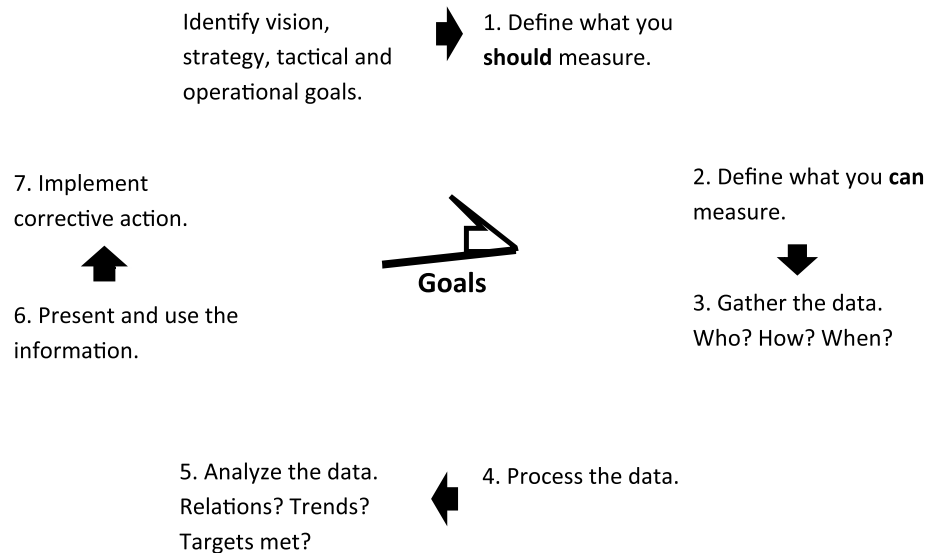 Identify vision,
strategy, tactical and
operational goals.
1. Define what you
should measure.
2. Define what you can
measure.
3. Gather the data.
Who? How? When?
4. Process the data.
5. Analyze the data.
Relations? Trends?
Targets met?
6. Present and use the
information.
7. Implement
corrective action.
Goals